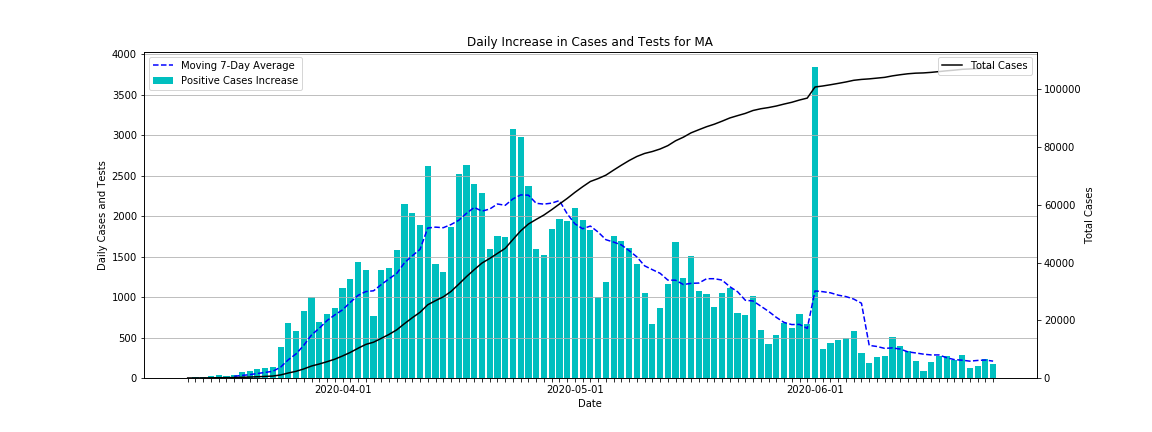 Daily Increase in Cases and Tests for MA
Moving 7-Day Average
Positive Cases Increase
Total Cases
4000
3500
3000
2500
2000
1500
1000
500
0
Daily Cases and Tests
100000
80000
60000
40000
20000
0
Total Cases
2020-04-01
2020-05-01
2020-06-01
Date